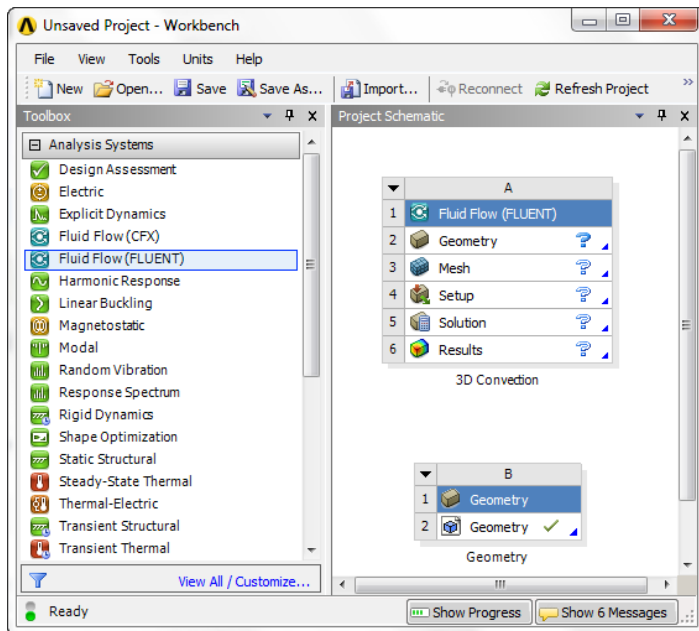 Unsaved Project - Workbench
File View Tools Units Help
New Open... Save Save As... Import... Reconnect Refresh Project »
Toolbox
Analysis Systems
Design Assessment
Electric
Explicit Dynamics
Fluid Flow (CFX)
Fluid Flow (FLUENT)
Harmonic Response
Linear Buckling
Magnetostatic
Modal
Random Vibration
Response Spectrum
Rigid Dynamics
Shape Optimization
Static Structural
Steady-State Thermal
Thermal-Electric
Transient Structural
Transient Thermal
View All / Customize...
Project Schematic
A
1 Fluid Flow (FLUENT)
2 Geometry ?
3 Mesh ?
4 Setup ?
5 Solution ?
6 Results ?
3D Convection
B
1 Geometry
2 Geometry ✓
Geometry
Ready
Show Progress Show 6 Messages